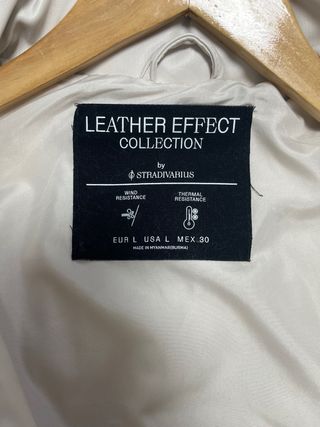 LEATHER EFFECT
COLLECTION
by
STRADIVARIUS
WIND
RESISTANCE
THERMAL
RESISTANCE
EUR L USA L MEX.30
MADE IN MYANMAR(BURMA)